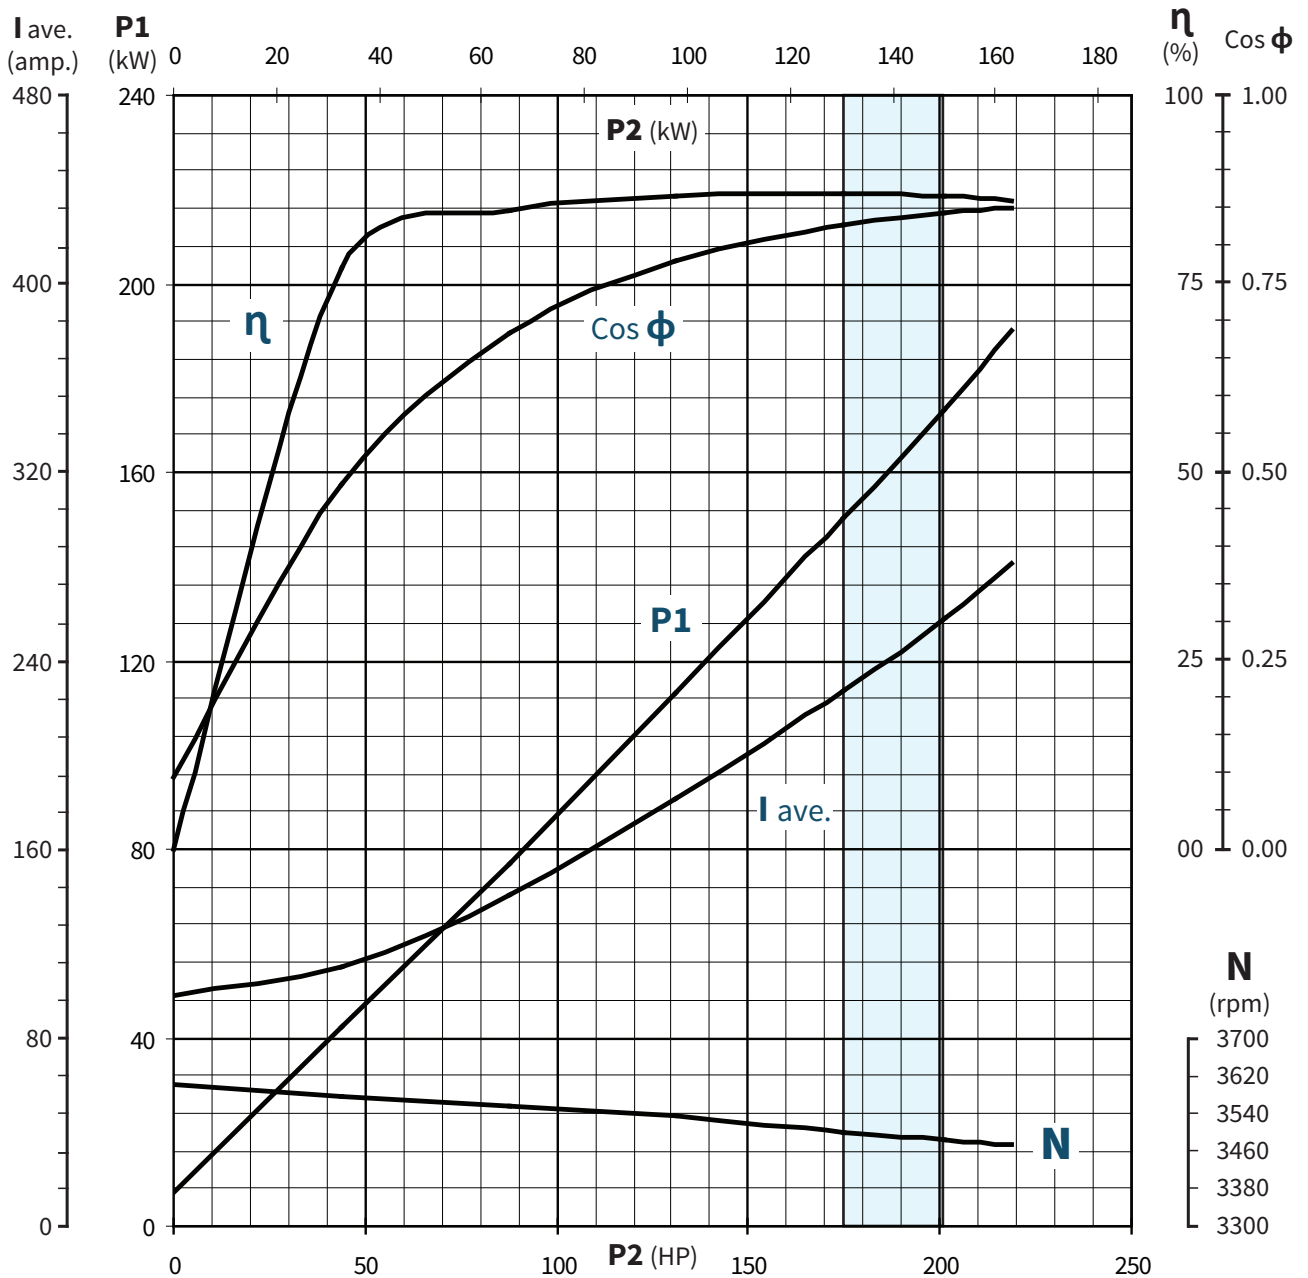 I ave.
(amp.)
P1
(kW)
0 20 40 60 80 100 120 140 160 180
η
(%)
Cos ϕ
480 240 100 1.00
P2 (kW)
400 200 75 0.75
η
Cos ϕ
320 160 50 0.50
P1
240 120 25 0.25
I ave.
160 80 00 0.00
N
(rpm)
80 40 3700
3620
3540
N
3460
3380
0 0 3300
0 50 100 P2 (HP) 150 200 250